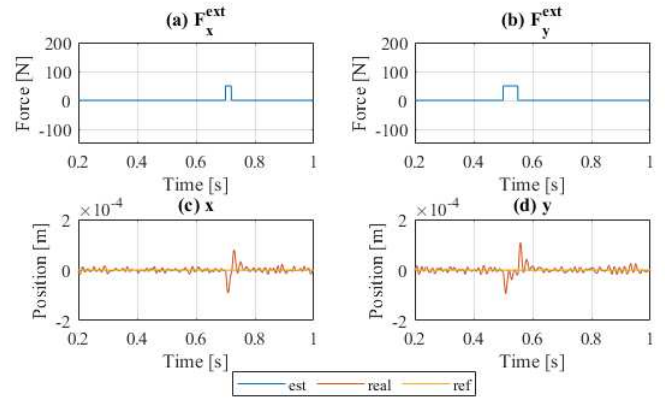 (a) F_x^ext
(b) F_y^ext
200
100
0
-100
Force [N]
0.2 0.4 0.6 0.8 1
Time [s]
200
100
0
-100
Force [N]
0.2 0.4 0.6 0.8 1
Time [s]
×10^-4
(c) x
2
0
-2
Position [m]
0.2 0.4 0.6 0.8 1
Time [s]
×10^-4
(d) y
2
0
-2
Position [m]
0.2 0.4 0.6 0.8 1
Time [s]
est real ref